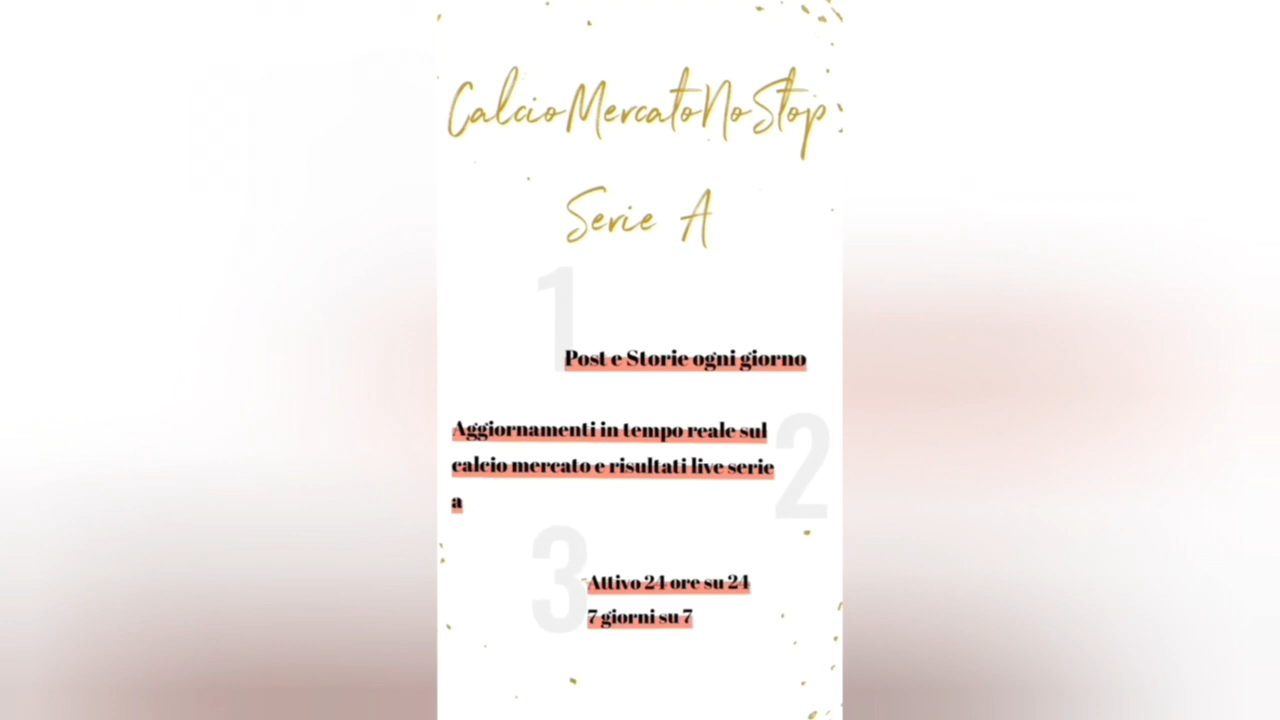 CalcioMercatoNoStop
Serie A
1
Post e Storie ogni giorno
Aggiornamenti in tempo reale sul
calcio mercato e risultati live serie
a
2
3
Attivo 24 ore su 24
7 giorni su 7